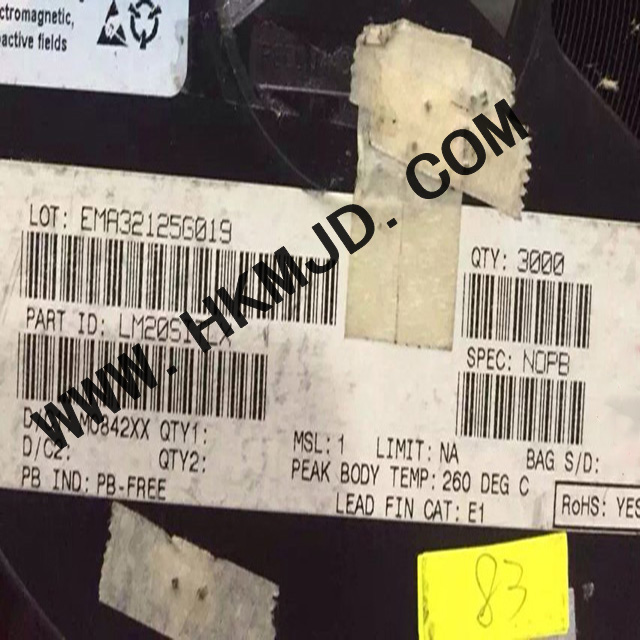 ctromagnetic,
active fields
LOT: EMA32125G019
QTY: 3000
PART ID:
SPEC: NOPB
QTY1:
D/C2:
QTY2:
MSL: 1 LIMIT: NA
BAG S/D:
PB IND: PB-FREE
PEAK BODY TEMP: 260 DEG C
LEAD FIN CAT: E1
RoHS: YES
83
WWW.HKMJD.COM